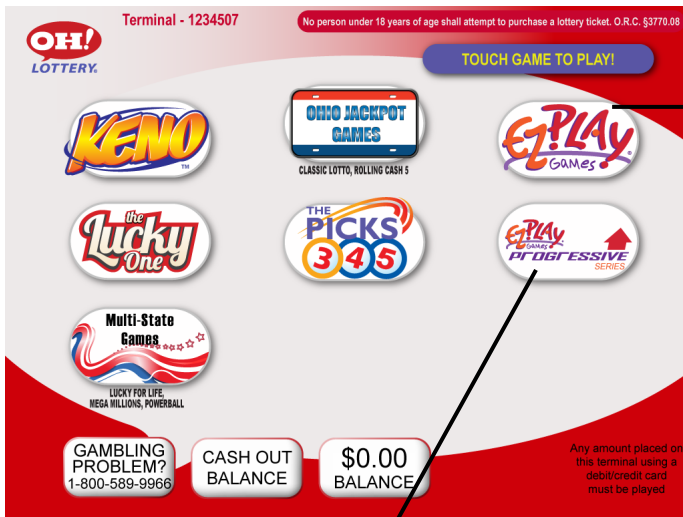 Terminal - 1234507
No person under 18 years of age shall attempt to purchase a lottery ticket. O.R.C. §3770.08
OH!
LOTTERY.
TOUCH GAME TO PLAY!
KENO
TM
OHIO JACKPOT
GAMES
CLASSIC LOTTO, ROLLING CASH 5
EZPLAY
Games
®
the
Lucky
One
THE
PICKS
3 4 5
EZPLAY
Games
PROGRESSIVE
SERIES
Multi-State
Games
LUCKY FOR LIFE,
MEGA MILLIONS, POWERBALL
GAMBLING
PROBLEM?
1-800-589-9966
CASH OUT
BALANCE
$0.00
BALANCE
Any amount placed on
this terminal using a
debit/credit card
must be played